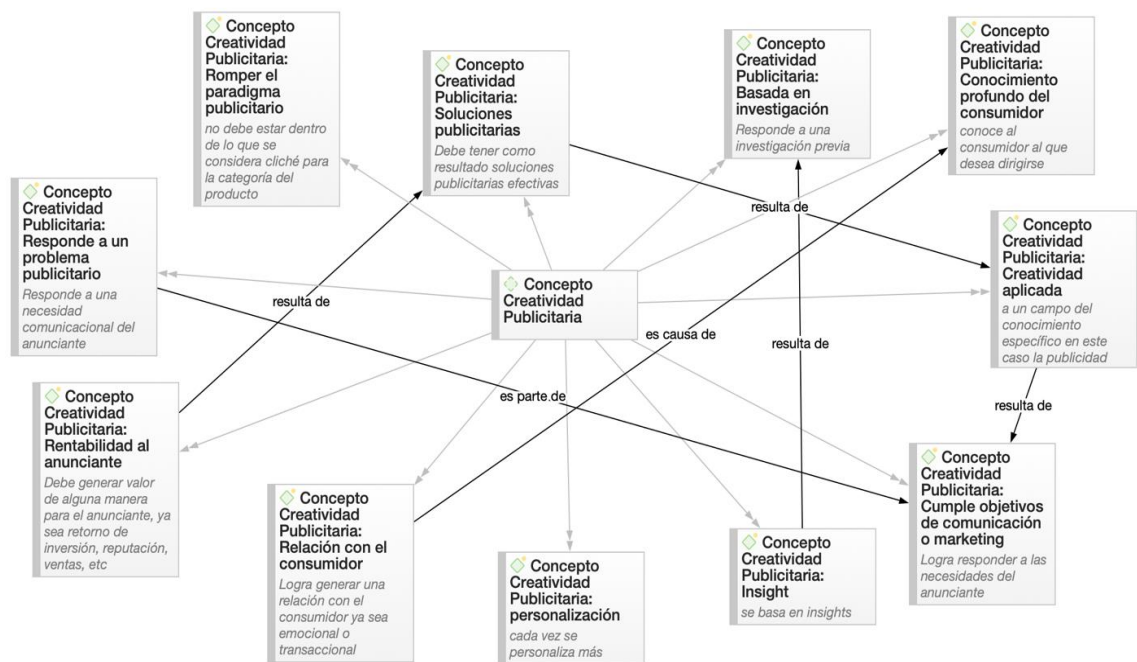 Concepto
Creatividad
Publicitaria:
Romper el
paradigma
publicitario
no debe estar dentro
de lo que se
considera cliché para
la categoría del
producto
Concepto
Creatividad
Publicitaria:
Soluciones
publicitarias
Debe tener como
resultado soluciones
publicitarias efectivas
Concepto
Creatividad
Publicitaria:
Basada en
investigación
Responde a una
investigación previa
Concepto
Creatividad
Publicitaria:
Conocimiento
profundo del
consumidor
conoce al
consumidor al que
desea dirigirse
Concepto
Creatividad
Publicitaria:
Responde a un
problema
publicitario
Responde a una
necesidad
comunicacional del
anunciante
resulta de
Concepto
Creatividad
Publicitaria
resulta de
es causa de
resulta de
Concepto
Creatividad
Publicitaria:
Creatividad
aplicada
a un campo del
conocimiento
específico en este
caso la publicidad
es parte de
resulta de
Concepto
Creatividad
Publicitaria:
Rentabilidad al
anunciante
Debe generar valor
de alguna manera
para el anunciante, ya
sea retorno de
inversión, reputación,
ventas, etc
Concepto
Creatividad
Publicitaria:
Relación con el
consumidor
Logra generar una
relación con el
consumidor ya sea
emocional o
transaccional
Concepto
Creatividad
Publicitaria:
personalización
cada vez se
personaliza más
Concepto
Creatividad
Publicitaria:
Insight
se basa en insights
Concepto
Creatividad
Publicitaria:
Cumple objetivos
de comunicación
o marketing
Logra responder a las
necesidades del
anunciante